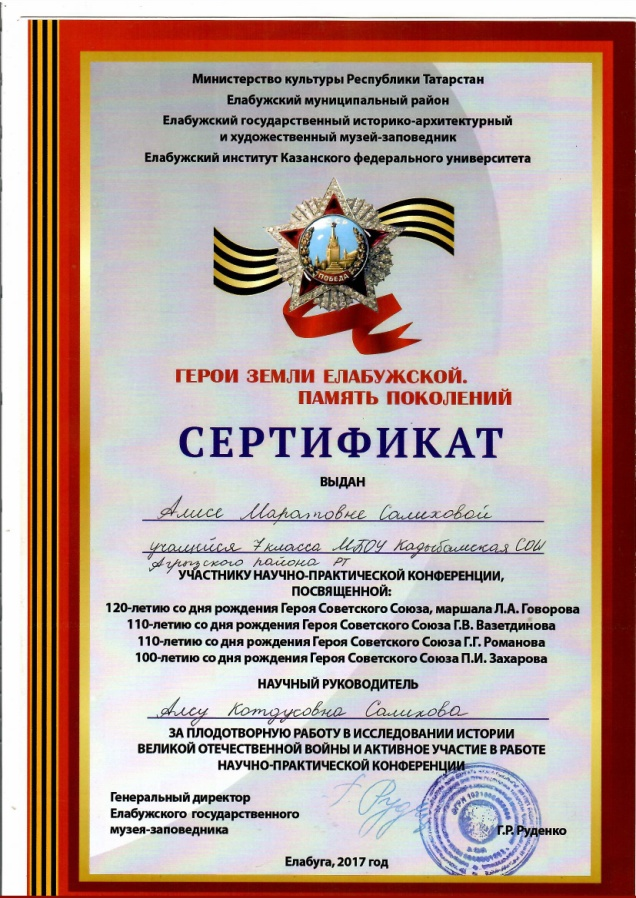 Министерство культуры Республики Татарстан
Елабужский муниципальный район
Елабужский государственный историко-архитектурный
и художественный музей-заповедник
Елабужский институт Казанского федерального университета
ПОБЕДА
ГЕРОИ ЗЕМЛИ ЕЛАБУЖСКОЙ.
ПАМЯТЬ ПОКОЛЕНИЙ
СЕРТИФИКАТ
ВЫДАН
Алисе Маратовне Салиховой
учащийся 7 класса МБОУ Кадыбашская СОШ
Агрызского района РТ
УЧАСТНИКУ НАУЧНО-ПРАКТИЧЕСКОЙ КОНФЕРЕНЦИИ,
ПОСВЯЩЕННОЙ:
120-летию со дня рождения Героя Советского Союза, маршала Л.А. Говорова
110-летию со дня рождения Героя Советского Союза Г.В. Вазетдинова
110-летию со дня рождения Героя Советского Союза Г.Г. Романова
100-летию со дня рождения Героя Советского Союза П.И. Захарова
НАУЧНЫЙ РУКОВОДИТЕЛЬ
Алсу Котдусовна Салихова
ЗА ПЛОДОТВОРНУЮ РАБОТУ В ИССЛЕДОВАНИИ ИСТОРИИ
ВЕЛИКОЙ ОТЕЧЕСТВЕННОЙ ВОЙНЫ И АКТИВНОЕ УЧАСТИЕ В РАБОТЕ
НАУЧНО-ПРАКТИЧЕСКОЙ КОНФЕРЕНЦИИ
Генеральный директор
Елабужского государственного
музея-заповедника
Г.Р. Руденко
Елабуга, 2017 год